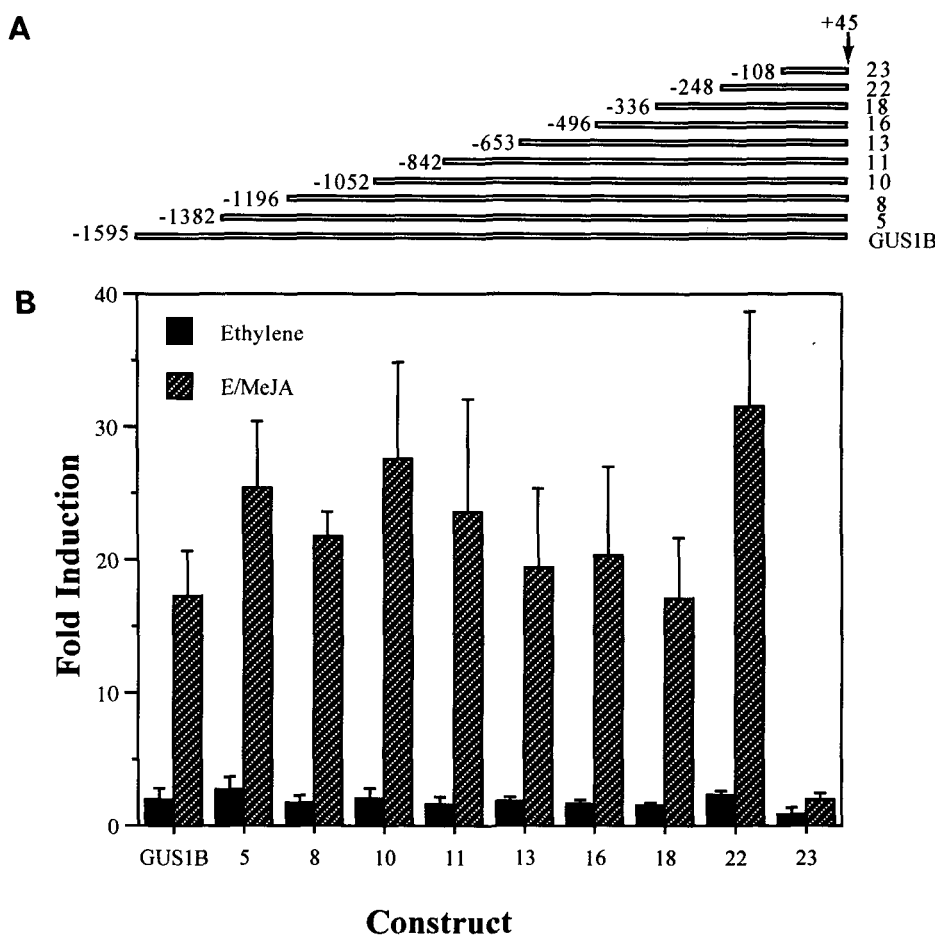 A
+45
-108 23
-248 22
-336 18
-496 16
-653 13
-842 11
-1052 10
-1196 8
-1382 5
-1595 GUS1B
B
40
30
20
10
0
Fold Induction
Ethylene
E/MeJA
GUS1B 5 8 10 11 13 16 18 22 23
Construct